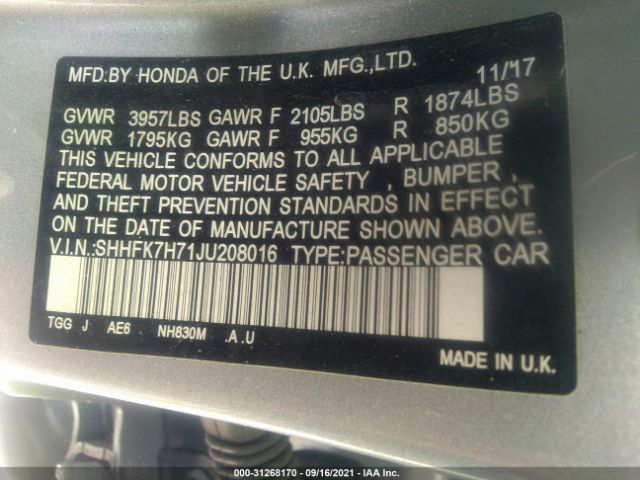 MFD.BY HONDA OF THE U.K. MFG.,LTD. 11/'17
GVWR 3957LBS GAWR F 2105LBS R 1874LBS
GVWR 1795KG GAWR F 955KG R 850KG
THIS VEHICLE CONFORMS TO ALL APPLICABLE
FEDERAL MOTOR VEHICLE SAFETY , BUMPER ,
AND THEFT PREVENTION STANDARDS IN EFFECT
ON THE DATE OF MANUFACTURE SHOWN ABOVE.
V.I.N.:SHHFK7H71JU208016 TYPE:PASSENGER CAR
TGG J AE6 NH830M .A.U
MADE IN U.K.
000-31268170 | 09/16/2021 | IAA Inc.